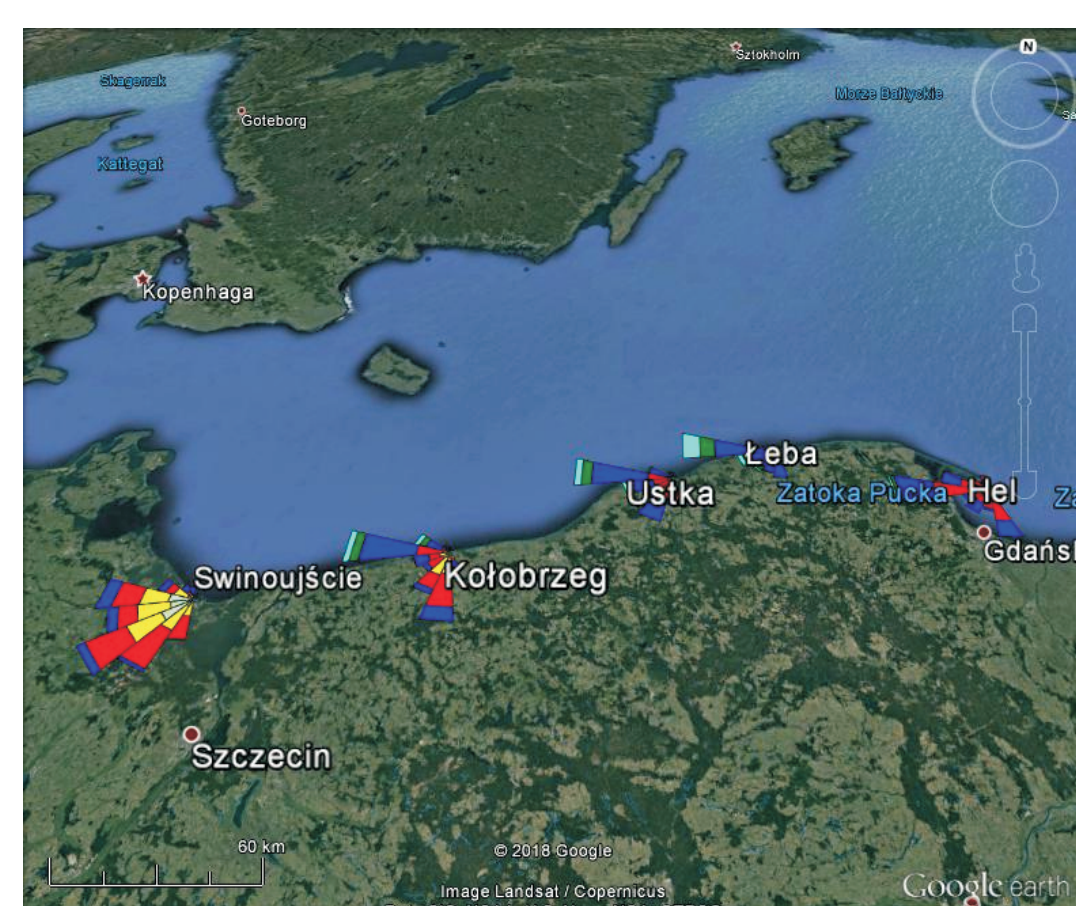 Sztokholm
N
Skagerrak
Morze Bałtyckie
Goteborg
Kattegat
Kopenhaga
Łeba
Ustka
Zatoka Pucka
Hel
Gdańsk
Swinoujście
Kołobrzeg
Szczecin
60 km
© 2018 Google
Image Landsat / Copernicus
Google earth